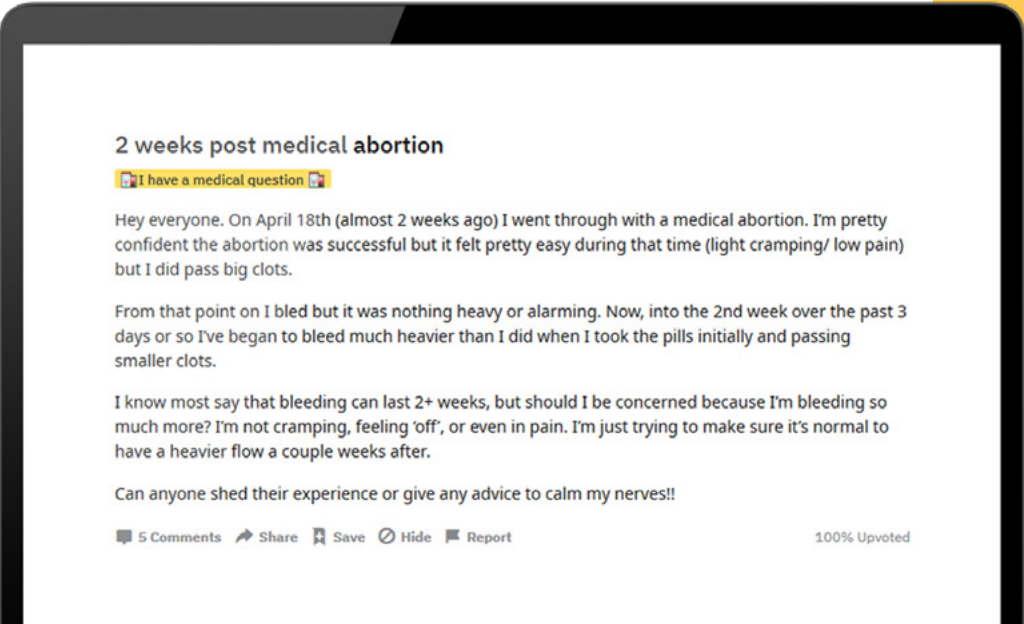 2 weeks post medical abortion
I have a medical question
Hey everyone. On April 18th (almost 2 weeks ago) I went through with a medical abortion. I'm pretty
confident the abortion was successful but it felt pretty easy during that time (light cramping/ low pain)
but I did pass big clots.
From that point on I bled but it was nothing heavy or alarming. Now, into the 2nd week over the past 3
days or so I've began to bleed much heavier than I did when I took the pills initially and passing
smaller clots.
I know most say that bleeding can last 2+ weeks, but should I be concerned because I'm bleeding so
much more? I'm not cramping, feeling 'off', or even in pain. I'm just trying to make sure it's normal to
have a heavier flow a couple weeks after.
Can anyone shed their experience or give any advice to calm my nerves!!
5 Comments Share Save Hide Report 100% Upvoted